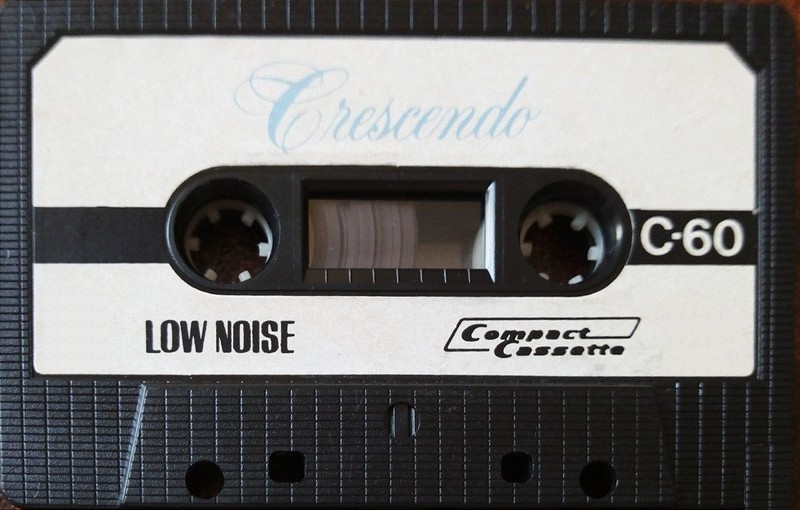 Crescendo
C-60
LOW NOISE
Compact
Cassette